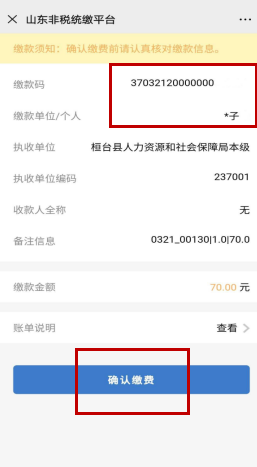 山东非税统缴平台
缴费须知：确认缴费前请认真核对缴款信息。
缴款码 37032120000000
缴款单位/个人 *子
执收单位 桓台县人力资源和社会保障局本级
执收单位编码 237001
收款人全称 无
备注信息 0321_00130|1.0|70.0
缴款金额 70.00 元
账单说明 查看
确认缴费